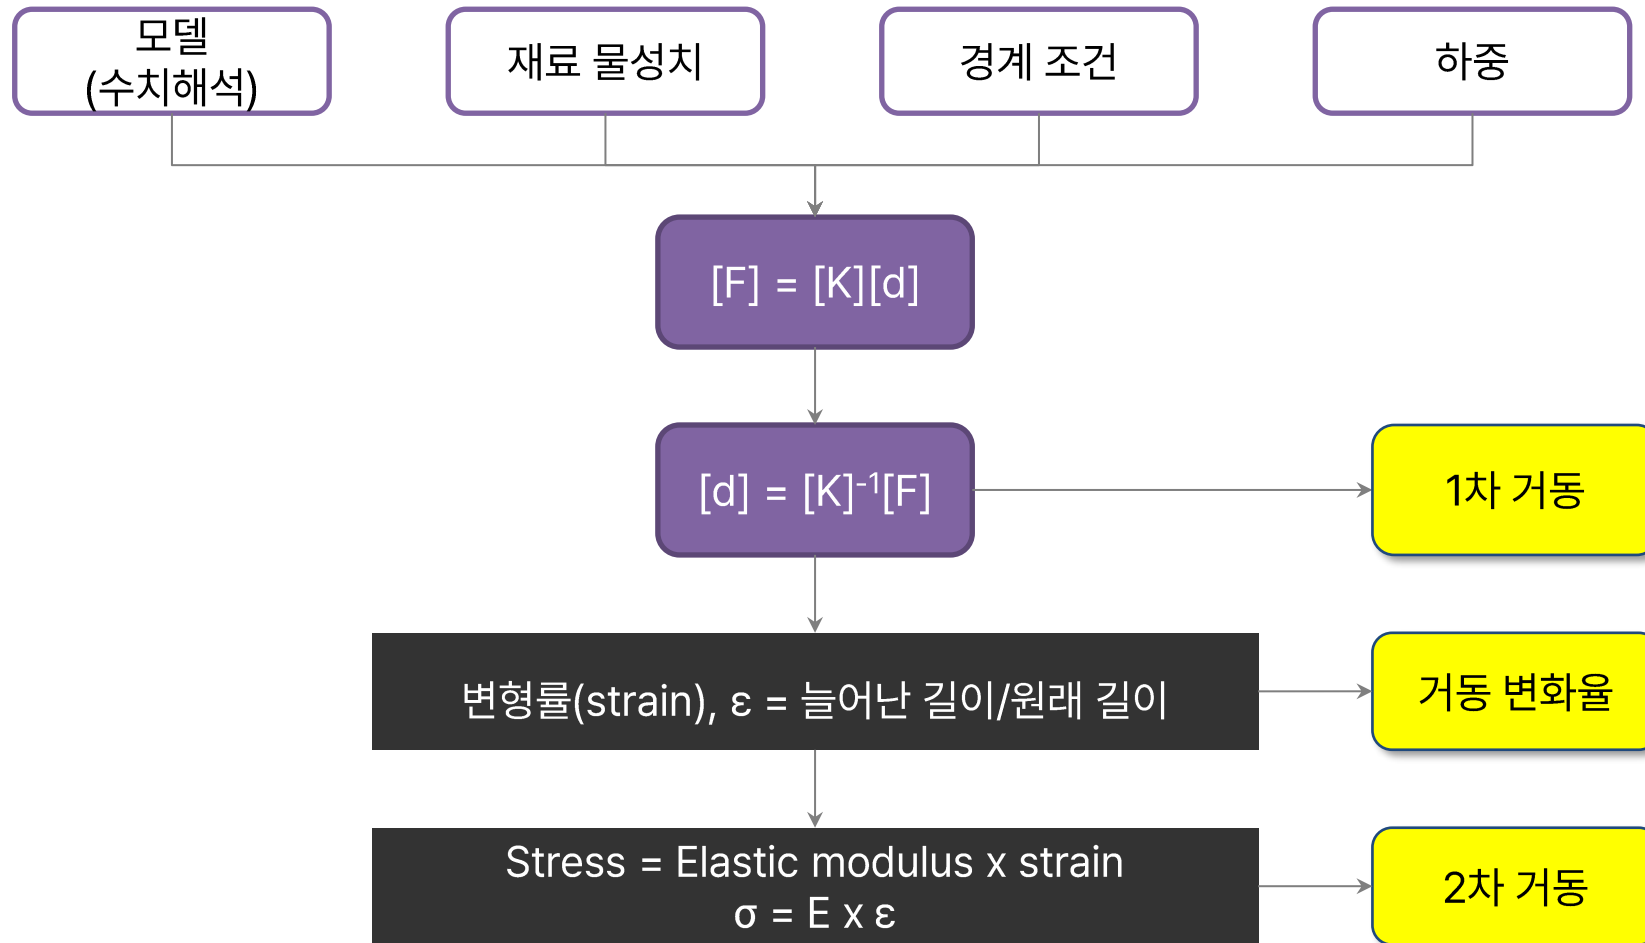 모델
(수치해석)
재료 물성치
경계 조건
하중
[F] = [K][d]
[d] = [K]⁻¹[F]
1차 거동
변형률(strain), ε = 늘어난 길이/원래 길이
거동 변화율
Stress = Elastic modulus x strain
σ = E x ε
2차 거동